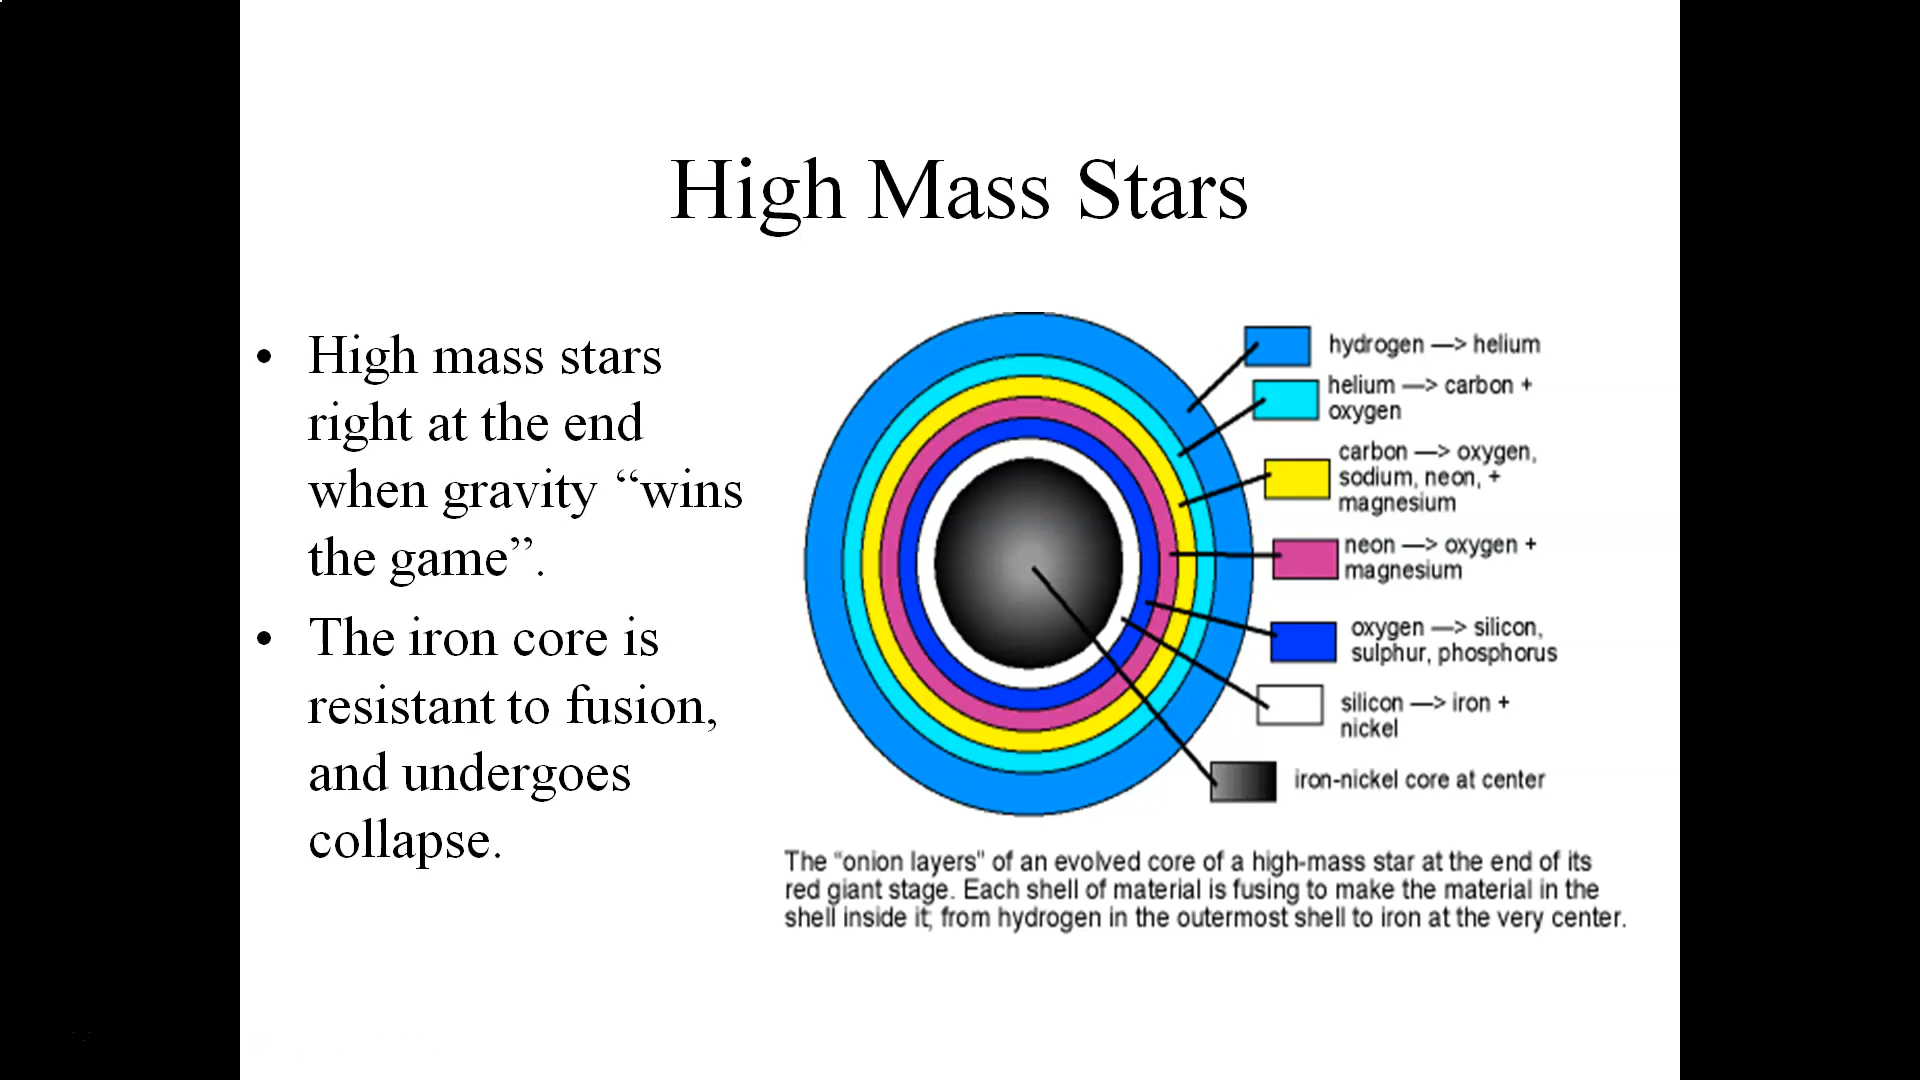 High Mass Stars
• High mass stars
right at the end
when gravity “wins
the game”.
• The iron core is
resistant to fusion,
and undergoes
collapse.
hydrogen —> helium
helium —> carbon +
oxygen
carbon —> oxygen,
sodium, neon, +
magnesium
neon —> oxygen +
magnesium
oxygen —> silicon,
sulphur, phosphorus
silicon —> iron +
nickel
iron-nickel core at center
The "onion layers" of an evolved core of a high-mass star at the end of its
red giant stage. Each shell of material is fusing to make the material in the
shell inside it; from hydrogen in the outermost shell to iron at the very center.